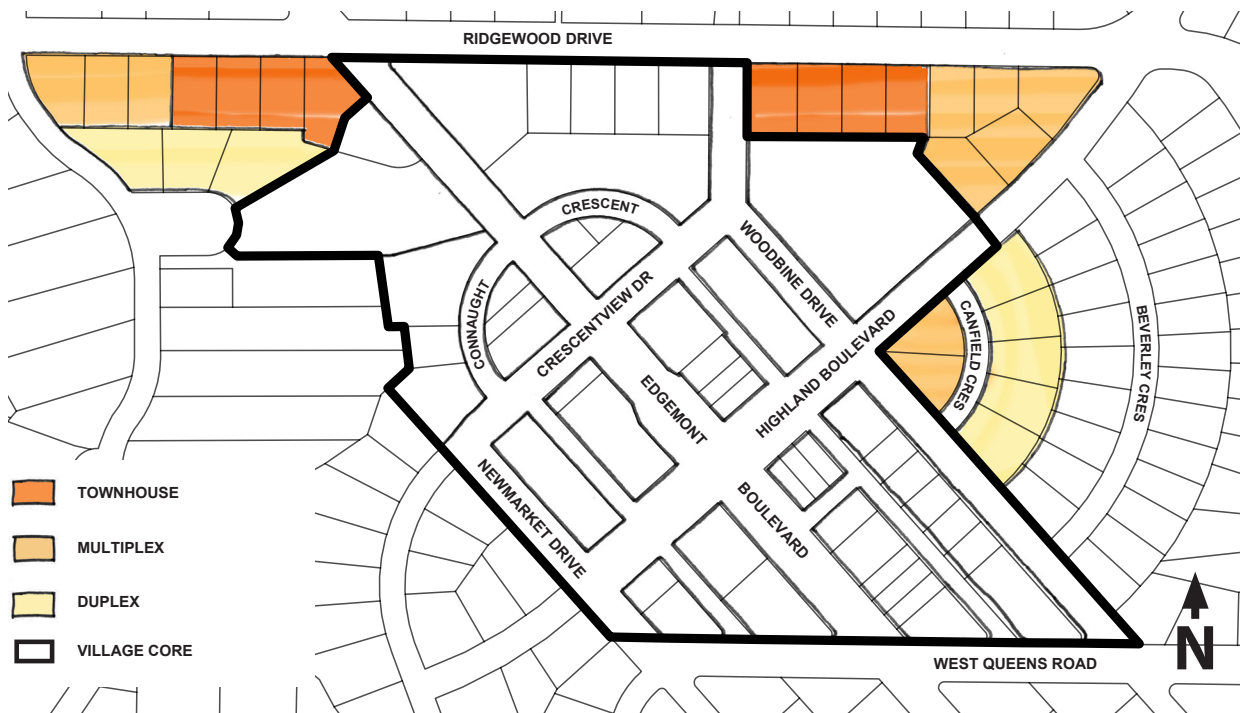 RIDGEWOOD DRIVE
CRESCENT
WOODBINE DRIVE
CONNAUGHT
CRESCENTVIEW DR
CANFIELD CRES
BEVERLEY CRES
EDGEMONT
HIGHLAND BOULEVARD
NEWMARKET DRIVE
BOULEVARD
TOWNHOUSE
MULTIPLEX
DUPLEX
VILLAGE CORE
N
WEST QUEENS ROAD